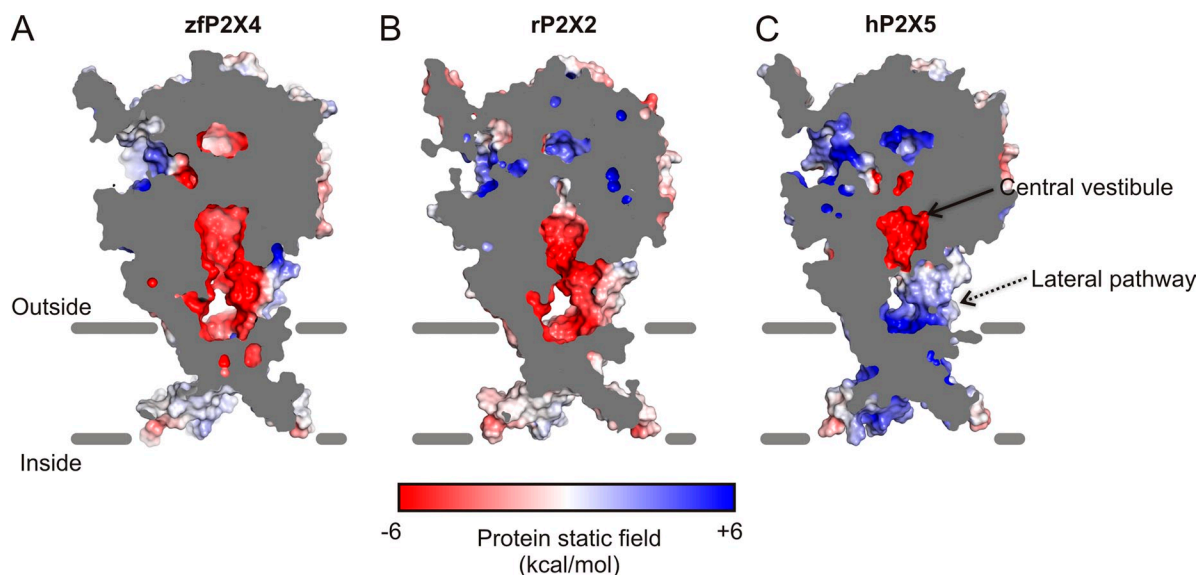 A zfP2X4
B rP2X2
C hP2X5
Central vestibule
Lateral pathway
Outside
Inside
-6 +6
Protein static field
(kcal/mol)